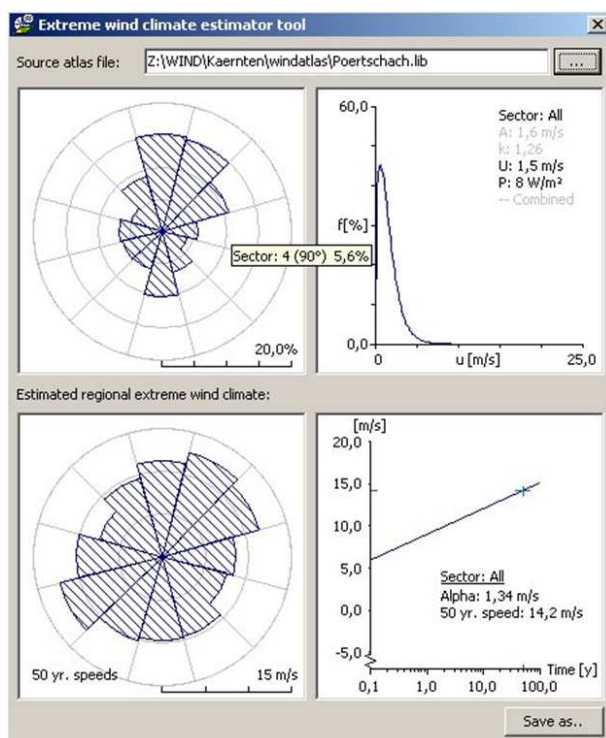 Extreme wind climate estimator tool
Source atlas file: Z:\WIND\Kaernten\windatlas\Poertschach.lib ...
Sector: 4 (90°) 5,6%
20,0%
60,0
f[%]
0,0
0
u [m/s]
25,0
Sector: All
A: 1,6 m/s
k: 1,26
U: 1,5 m/s
P: 8 W/m²
-- Combined
Estimated regional extreme wind climate:
50 yr. speeds
15 m/s
[m/s]
20,0
15,0
10,0
5,0
0,0
-5,0
Sector: All
Alpha: 1,34 m/s
50 yr. speed: 14,2 m/s
Time [y]
0,1 1,0 10,0 100,0
Save as..